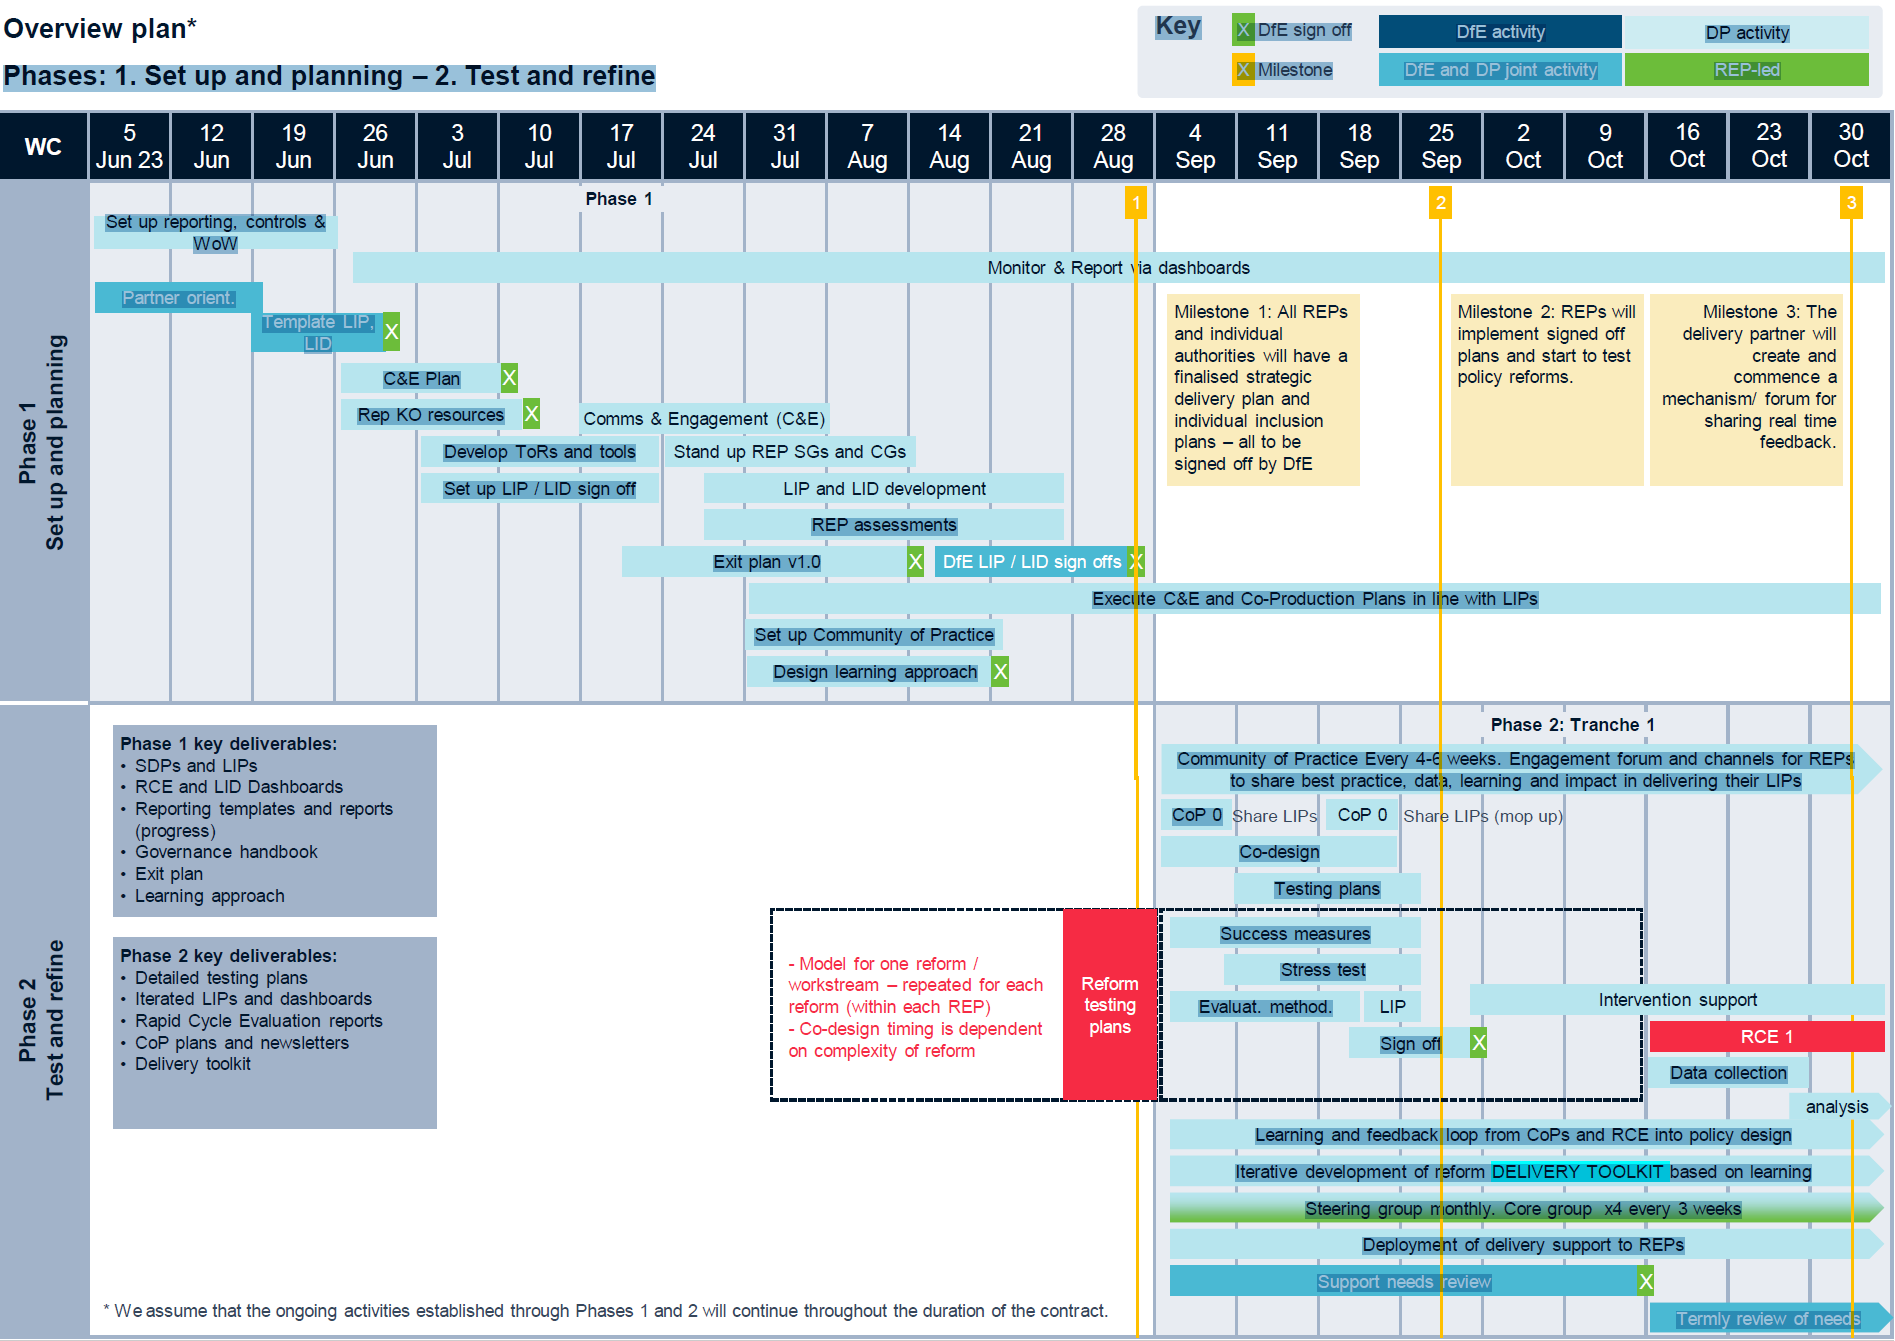 Overview plan*
Phases: 1. Set up and planning – 2. Test and refine
Key
X DfE sign off
X Milestone
DfE activity
DP activity
DfE and DP joint activity
REP-led
WC
5
Jun 23
12
Jun
19
Jun
26
Jun
3
Jul
10
Jul
17
Jul
24
Jul
31
Jul
7
Aug
14
Aug
21
Aug
28
Aug
4
Sep
11
Sep
18
Sep
25
Sep
2
Oct
9
Oct
16
Oct
23
Oct
30
Oct
Phase 1
Set up and planning
Phase 1
1
2
3
Set up reporting, controls &
WoW
Monitor & Report via dashboards
Partner orient.
Template LIP,
LID
X
C&E Plan
X
Rep KO resources
X
Comms & Engagement (C&E)
Develop ToRs and tools
Stand up REP SGs and CGs
Set up LIP / LID sign off
LIP and LID development
REP assessments
Exit plan v1.0
X
DfE LIP / LID sign offs
X
Execute C&E and Co-Production Plans in line with LIPs
Set up Community of Practice
Design learning approach
X
Milestone 1: All REPs
and individual
authorities will have a
finalised strategic
delivery plan and
individual inclusion
plans – all to be
signed off by DfE
Milestone 2: REPs will
implement signed off
plans and start to test
policy reforms.
Milestone 3: The
delivery partner will
create and
commence a
mechanism/ forum for
sharing real time
feedback.
Phase 2
Test and refine
Phase 1 key deliverables:
• SDPs and LIPs
• RCE and LID Dashboards
• Reporting templates and reports
(progress)
• Governance handbook
• Exit plan
• Learning approach
Phase 2 key deliverables:
• Detailed testing plans
• Iterated LIPs and dashboards
• Rapid Cycle Evaluation reports
• CoP plans and newsletters
• Delivery toolkit
Phase 2: Tranche 1
Community of Practice Every 4-6 weeks. Engagement forum and channels for REPs
to share best practice, data, learning and impact in delivering their LIPs
CoP 0
Share LIPs
CoP 0
Share LIPs (mop up)
Co-design
Testing plans
- Model for one reform /
workstream – repeated for each
reform (within each REP)
- Co-design timing is dependent
on complexity of reform
Reform
testing
plans
Success measures
Stress test
Evaluat. method.
LIP
Intervention support
Sign off
X
RCE 1
Data collection
analysis
Learning and feedback loop from CoPs and RCE into policy design
Iterative development of reform DELIVERY TOOLKIT based on learning
Steering group monthly. Core group x4 every 3 weeks
Deployment of delivery support to REPs
Support needs review
X
Termly review of needs
* We assume that the ongoing activities established through Phases 1 and 2 will continue throughout the duration of the contract.